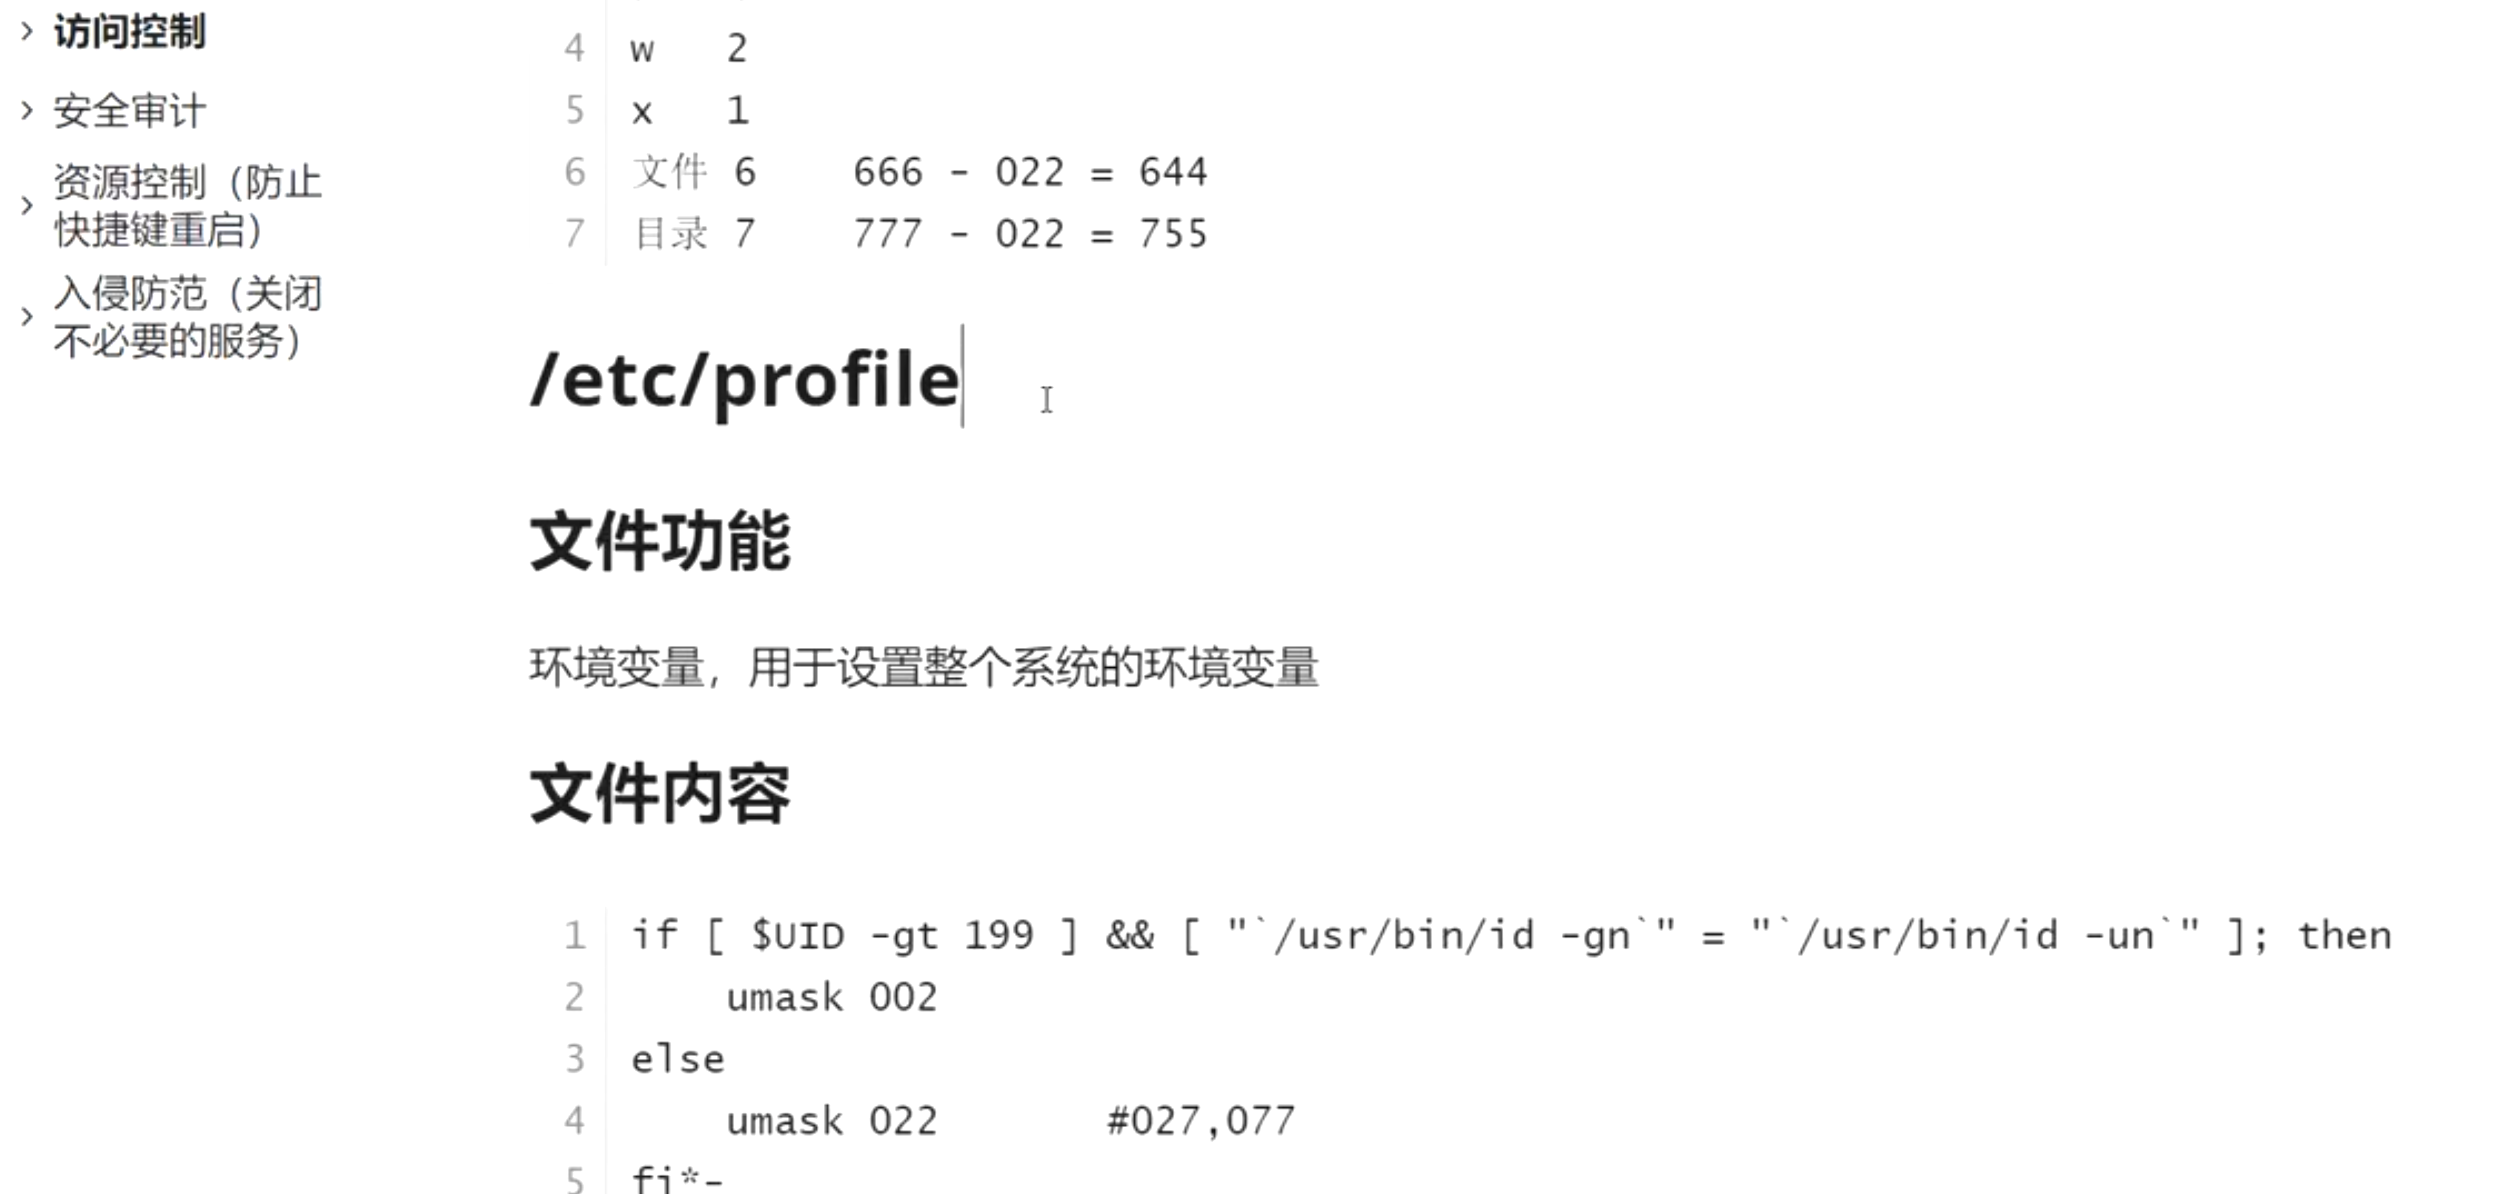 访问控制
安全审计
资源控制（防止
快捷键重启）
入侵防范（关闭
不必要的服务）
4 w 2
5 x 1
6 文件 6 666 - 022 = 644
7 目录 7 777 - 022 = 755
/etc/profile
文件功能
环境变量，用于设置整个系统的环境变量
文件内容
1 if [ $UID -gt 199 ] && [ "`/usr/bin/id -gn`" = "`/usr/bin/id -un`" ]; then
2 umask 002
3 else
4 umask 022 #027,077
5 fi*-